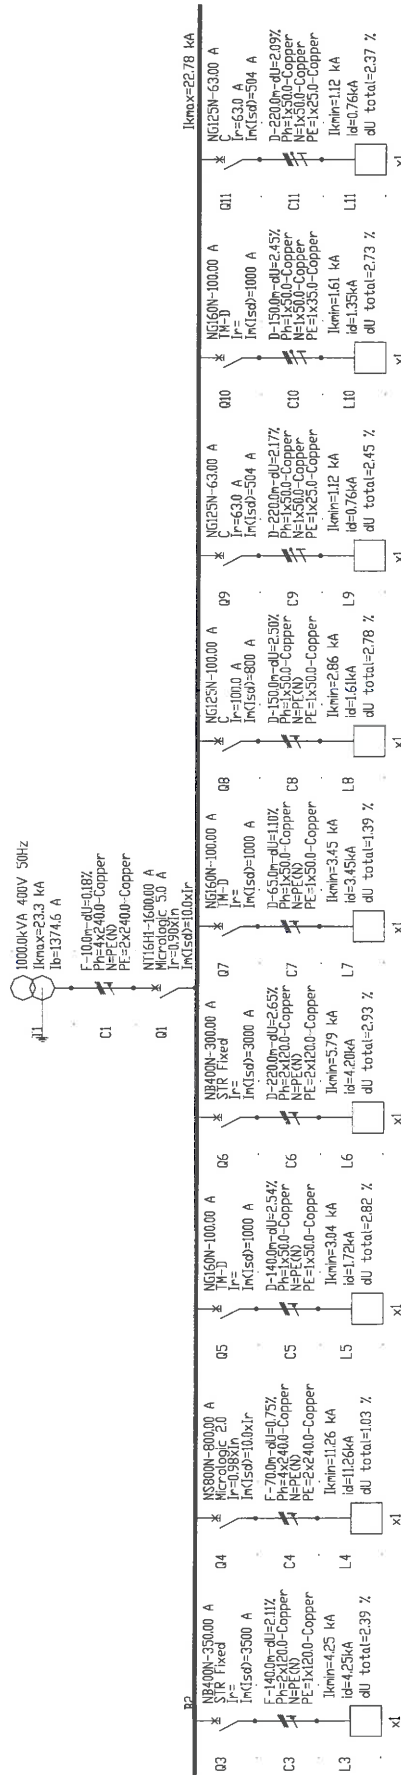 1000.0kVA 400V 50Hz
Ikmax=23.3 kA
Ib=1374.6 A
C1
F-10.0m-dU=0.18%
Ph=4x240.0-Copper
N=PE(N)
PE=2x240.0-Copper
Q1
NT16H1-1600.00 A
Micrologic 5.0 A
Ir=0.90xIn
Im(Isd)=10.0xIr
B2
Ikmax=22.78 kA
Q3
NB400N-350.00 A
STR Fixed
Ir=
Im(Isd)=3500 A
C3
F-140.0m-dU=2.11%
Ph=2x120.0-Copper
N=PE(N)
PE=1x120.0-Copper
L3
Ikmin=4.25 kA
id=4.25kA
dU total=2.39 %
x1
Q4
NS800N-800.00 A
Micrologic 2.0
Ir=0.98xIn
Im(Isd)=10.0xIr
C4
F-70.0m-dU=0.75%
Ph=4x240.0-Copper
N=PE(N)
PE=2x240.0-Copper
L4
Ikmin=11.26 kA
id=11.26kA
dU total=1.03 %
x1
Q5
NG160N-100.00 A
TM-D
Ir=
Im(Isd)=1000 A
C5
D-140.0m-dU=2.54%
Ph=1x50.0-Copper
N=PE(N)
PE=1x50.0-Copper
L5
Ikmin=3.04 kA
id=1.72kA
dU total=2.82 %
x1
Q6
NB400N-300.00 A
STR Fixed
Ir=
Im(Isd)=3000 A
C6
D-220.0m-dU=2.65%
Ph=2x120.0-Copper
N=PE(N)
PE=2x120.0-Copper
L6
Ikmin=5.79 kA
id=4.20kA
dU total=2.93 %
x1
Q7
NG160N-100.00 A
TM-D
Ir=
Im(Isd)=1000 A
C7
D-65.0m-dU=1.10%
Ph=1x50.0-Copper
N=PE(N)
PE=1x50.0-Copper
L7
Ikmin=3.45 kA
id=3.45kA
dU total=1.39 %
x1
Q8
NG125N-100.00 A
C
Ir=100.0 A
Im(Isd)=800 A
C8
D-150.0m-dU=2.50%
Ph=1x50.0-Copper
N=PE(N)
PE=1x50.0-Copper
L8
Ikmin=2.86 kA
id=1.61kA
dU total=2.78 %
x1
Q9
NG125N-63.00 A
C
Ir=63.0 A
Im(Isd)=504 A
C9
D-220.0m-dU=2.17%
Ph=1x50.0-Copper
N=1x50.0-Copper
PE=1x25.0-Copper
L9
Ikmin=1.12 kA
id=0.76kA
dU total=2.45 %
x1
Q10
NG160N-100.00 A
TM-D
Ir=
Im(Isd)=1000 A
C10
D-150.0m-dU=2.45%
Ph=1x50.0-Copper
N=1x50.0-Copper
PE=1x35.0-Copper
L10
Ikmin=1.61 kA
id=1.35kA
dU total=2.73 %
x1
Q11
NG125N-63.00 A
C
Ir=63.0 A
Im(Isd)=504 A
C11
D-220.0m-dU=2.09%
Ph=1x50.0-Copper
N=1x50.0-Copper
PE=1x25.0-Copper
L11
Ikmin=1.12 kA
id=0.76kA
dU total=2.37 %
x1